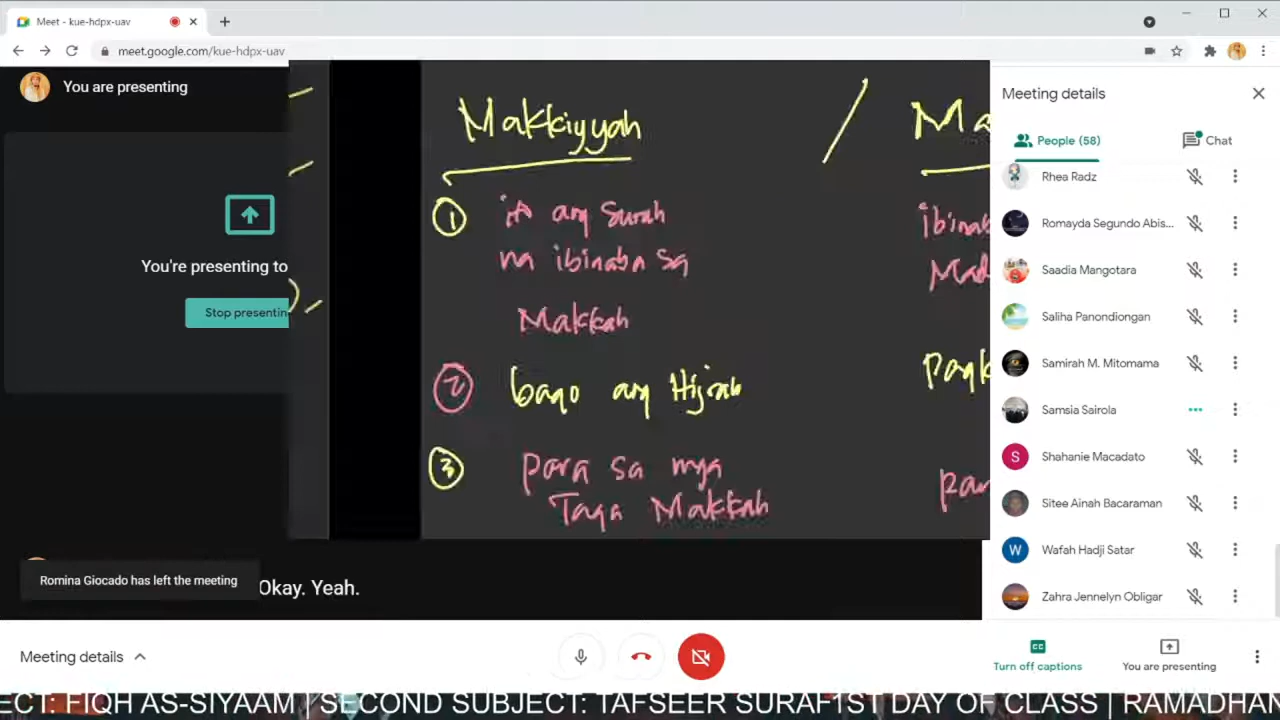 Meet - kue-hdpx-uav
meet.google.com/kue-hdpx-uav
You are presenting
You're presenting to
Stop presentin
Makkiyyah / Ma
1 ito ang Surah
na ibinaba sa
Makkah
ibinab
Mad
2 bago ang Hijrah
pagk
3 para sa mga
Taga Makkah
par
Romina Giocado has left the meeting
Okay. Yeah.
Meeting details
People (58)
Chat
Rhea Radz
Romayda Segundo Abis...
Saadia Mangotara
Saliha Panondiongan
Samirah M. Mitomama
Samsia Sairola
S Shahanie Macadato
Sitee Ainah Bacaraman
W Wafah Hadji Satar
Zahra Jennelyn Obligar
Meeting details
CC
Turn off captions
You are presenting
ECT: FIQH AS-SIYAAM | SECOND SUBJECT: TAFSEER SURAF1ST DAY OF CLASS | RAMADHAN